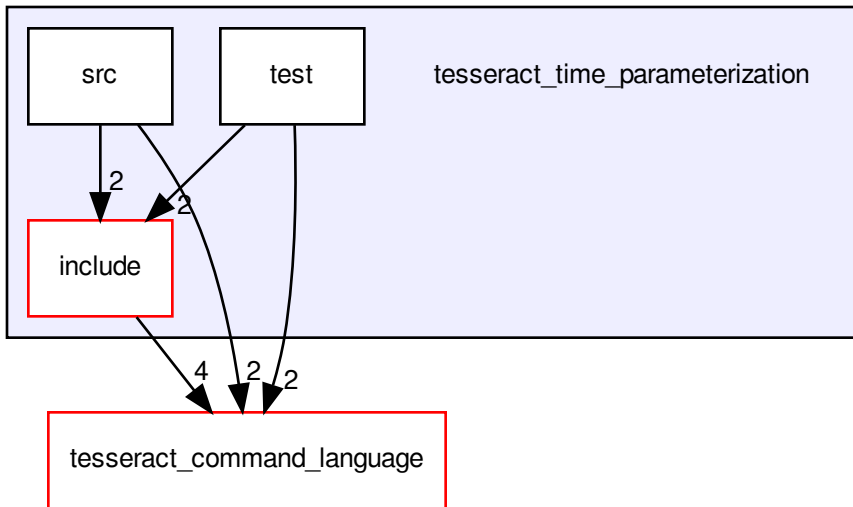 src
test
tesseract_time_parameterization
2
2
include
4
2
2
tesseract_command_language